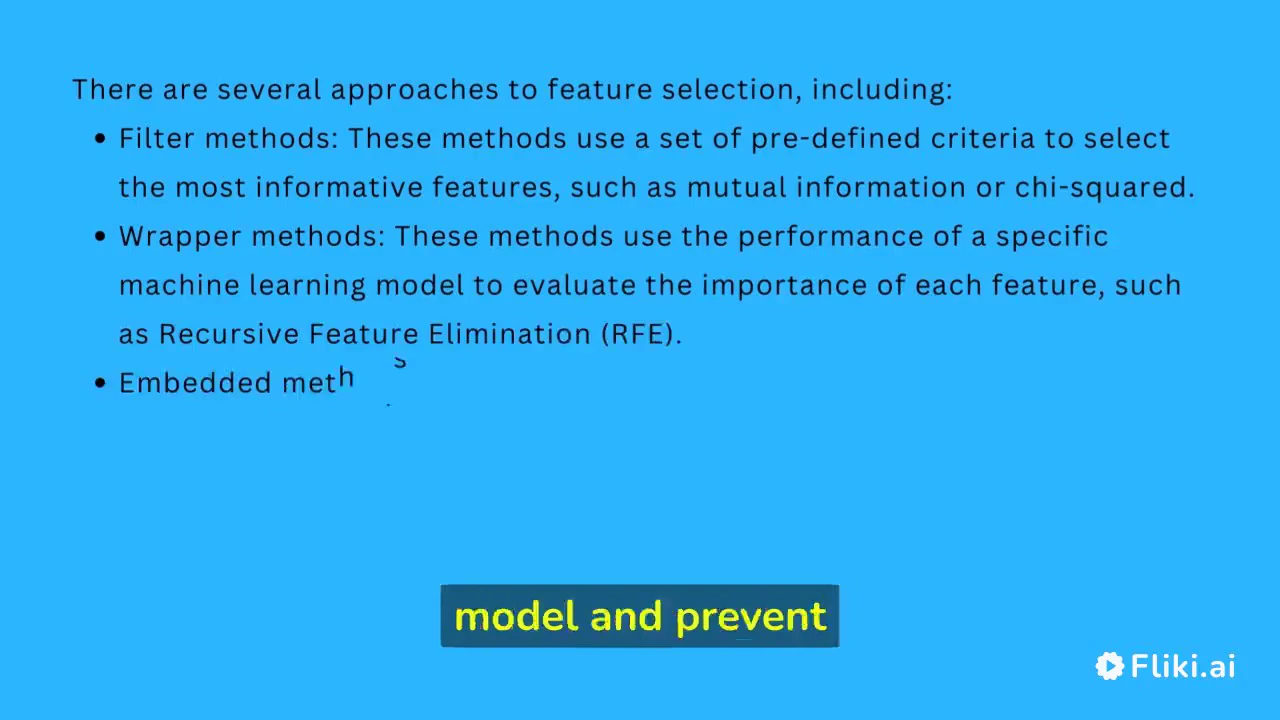 There are several approaches to feature selection, including:
• Filter methods: These methods use a set of pre-defined criteria to select
the most informative features, such as mutual information or chi-squared.
• Wrapper methods: These methods use the performance of a specific
machine learning model to evaluate the importance of each feature, such
as Recursive Feature Elimination (RFE).
• Embedded meth s
model and prevent
Fliki.ai